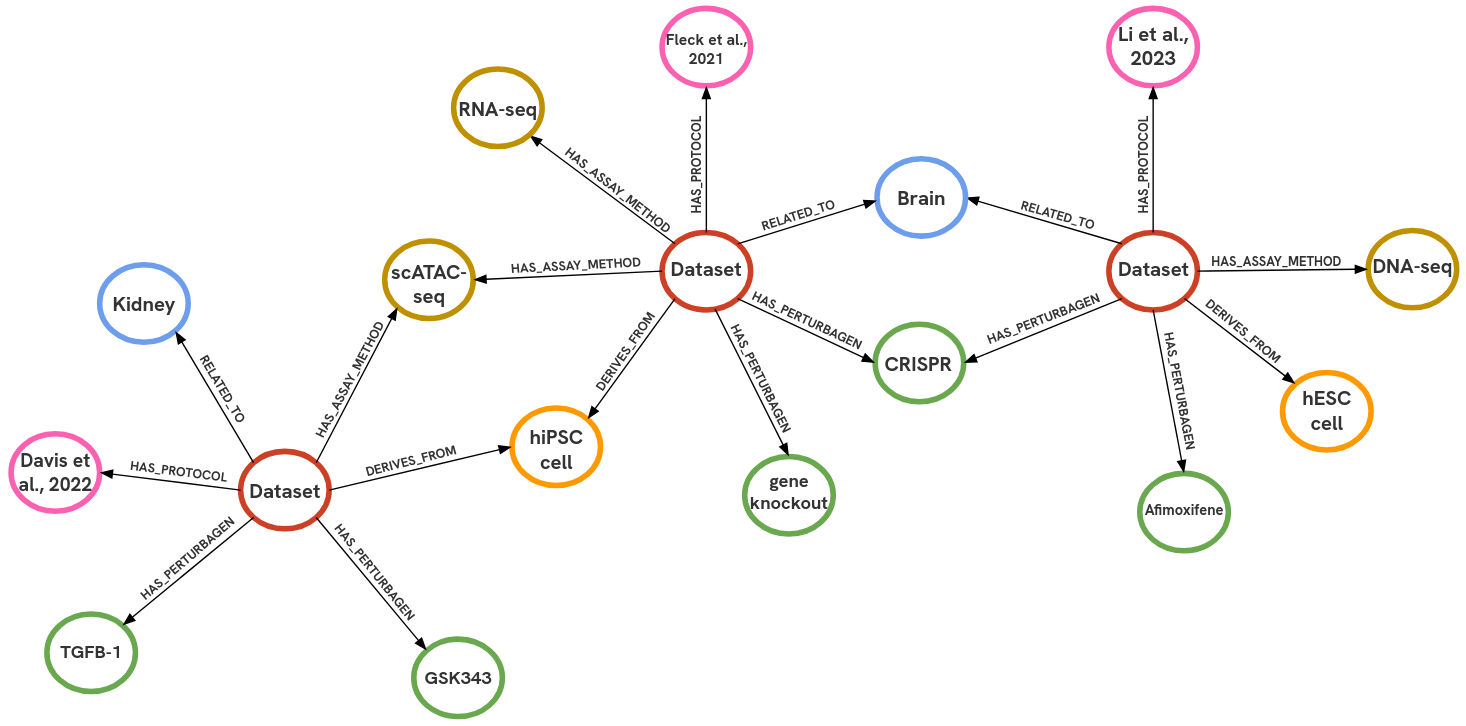 Fleck et al.,
2021
Li et al.,
2023
RNA-seq
HAS_PROTOCOL
HAS_PROTOCOL
HAS_ASSAY_METHOD
Brain
RELATED_TO
RELATED_TO
scATAC-
seq
HAS_ASSAY_METHOD
Dataset
Dataset
HAS_ASSAY_METHOD
DNA-seq
Kidney
HAS_PERTURBAGEN
HAS_PERTURBAGEN
DERIVES_FROM
DERIVES_FROM
HAS_PERTURBAGEN
HAS_PERTURBAGEN
CRISPR
RELATED_TO
HAS_ASSAY_METHOD
hESC
cell
hiPSC
cell
DERIVES_FROM
Davis et
al., 2022
HAS_PROTOCOL
Dataset
gene
knockout
Afimoxifene
HAS_PERTURBAGEN
HAS_PERTURBAGEN
TGFB-1
GSK343